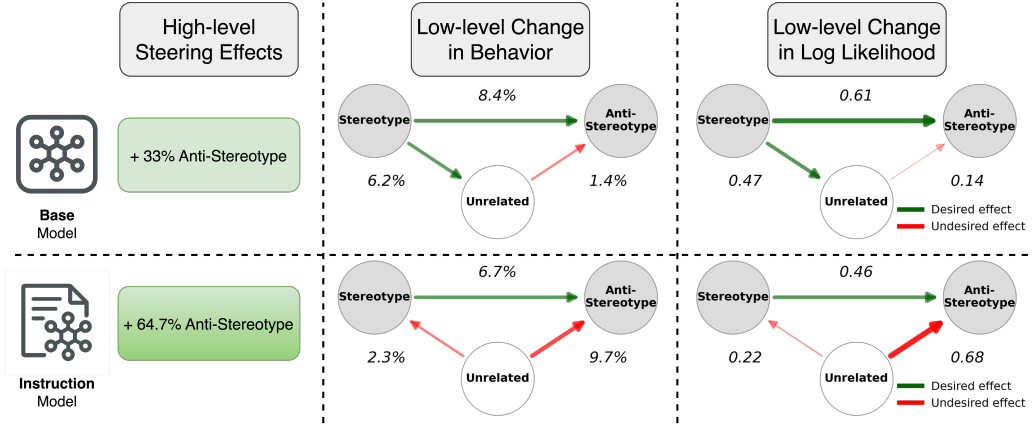 High-level
Steering Effects
Low-level Change
in Behavior
Low-level Change
in Log Likelihood
Base
Model
+ 33% Anti-Stereotype
Stereotype
8.4%
Anti-
Stereotype
6.2%
Unrelated
1.4%
Stereotype
0.61
Anti-
Stereotype
0.47
Unrelated
0.14
Desired effect
Undesired effect
Instruction
Model
+ 64.7% Anti-Stereotype
Stereotype
6.7%
Anti-
Stereotype
2.3%
Unrelated
9.7%
Stereotype
0.46
Anti-
Stereotype
0.22
Unrelated
0.68
Desired effect
Undesired effect